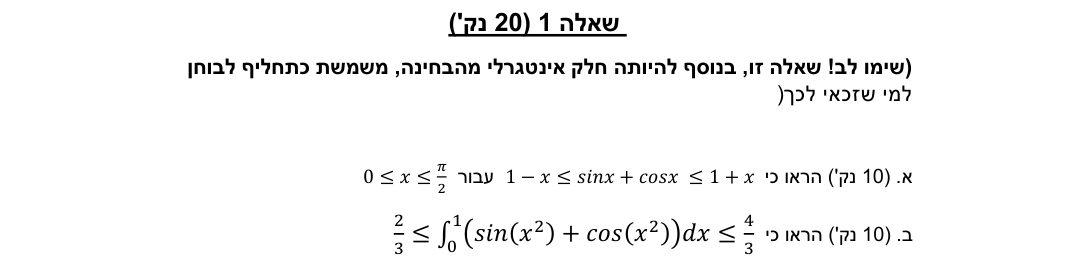 שאלה 1 (20 נק')
(שימו לב! שאלה זו, בנוסף להיותה חלק אינטגרלי מהבחינה, משמשת כתחליף לבוחן
למי שזכאי לכך(
א. (10 נק') הראו כי 1 − x ≤ sinx + cosx ≤ 1 + x עבור 0 ≤ x ≤ π/2
ב. (10 נק') הראו כי 2/3 ≤ ∫₀¹(sin(x²) + cos(x²))dx ≤ 4/3